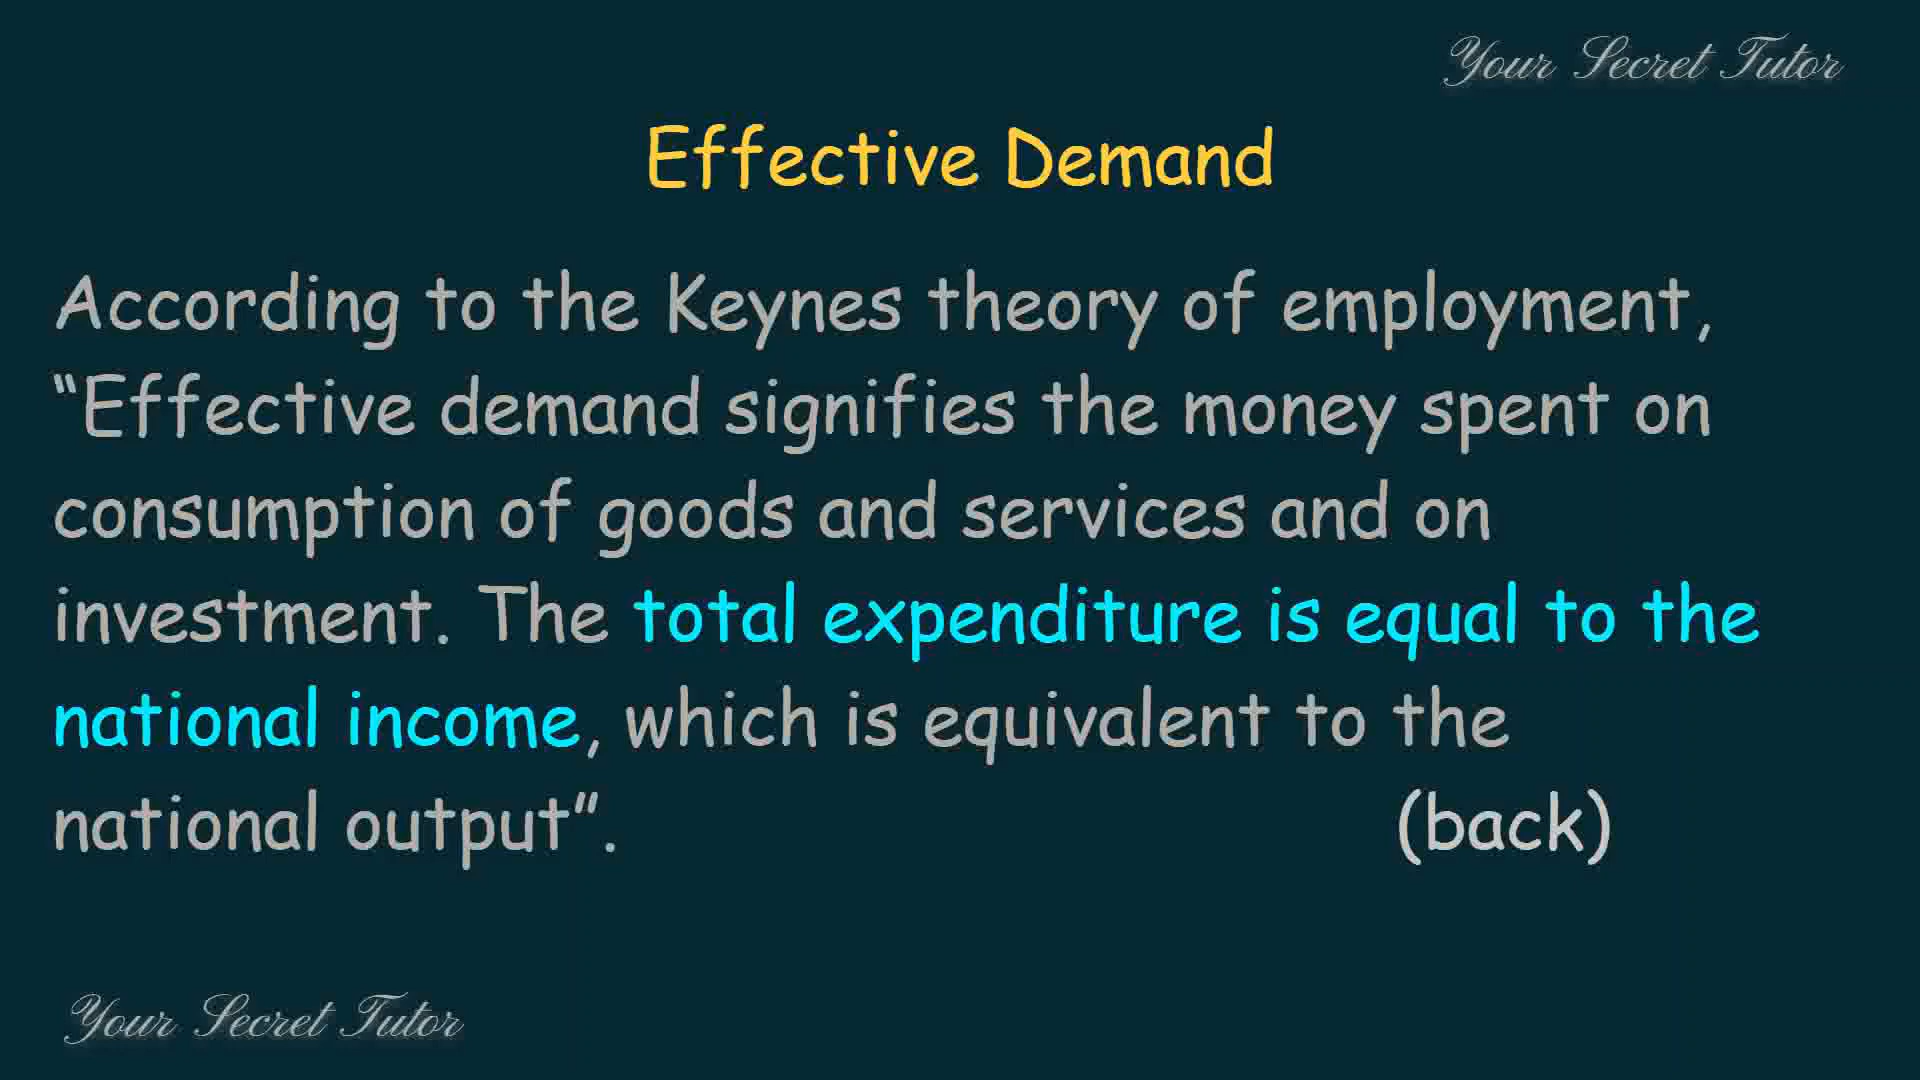 Your Secret Tutor
Effective Demand
According to the Keynes theory of employment,
“Effective demand signifies the money spent on
consumption of goods and services and on
investment. The total expenditure is equal to the
national income, which is equivalent to the
national output”. (back)
Your Secret Tutor